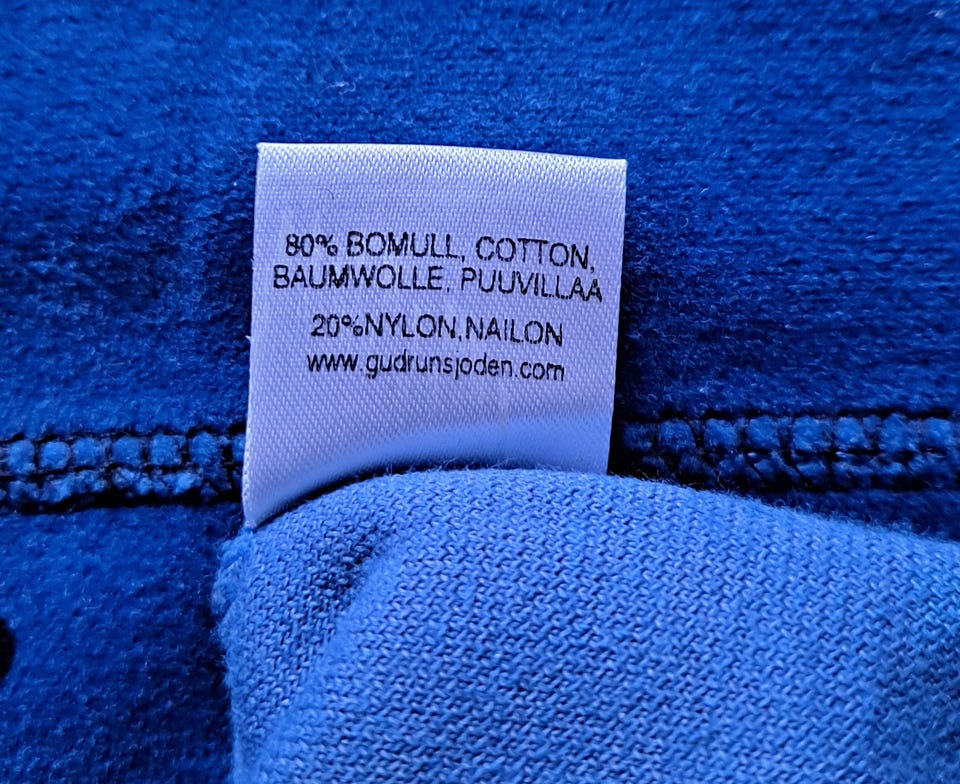 80% BOMULL, COTTON,
BAUMWOLLE, PUUVILLAA
20%NYLON,NAILON
www.gudrunsjoden.com